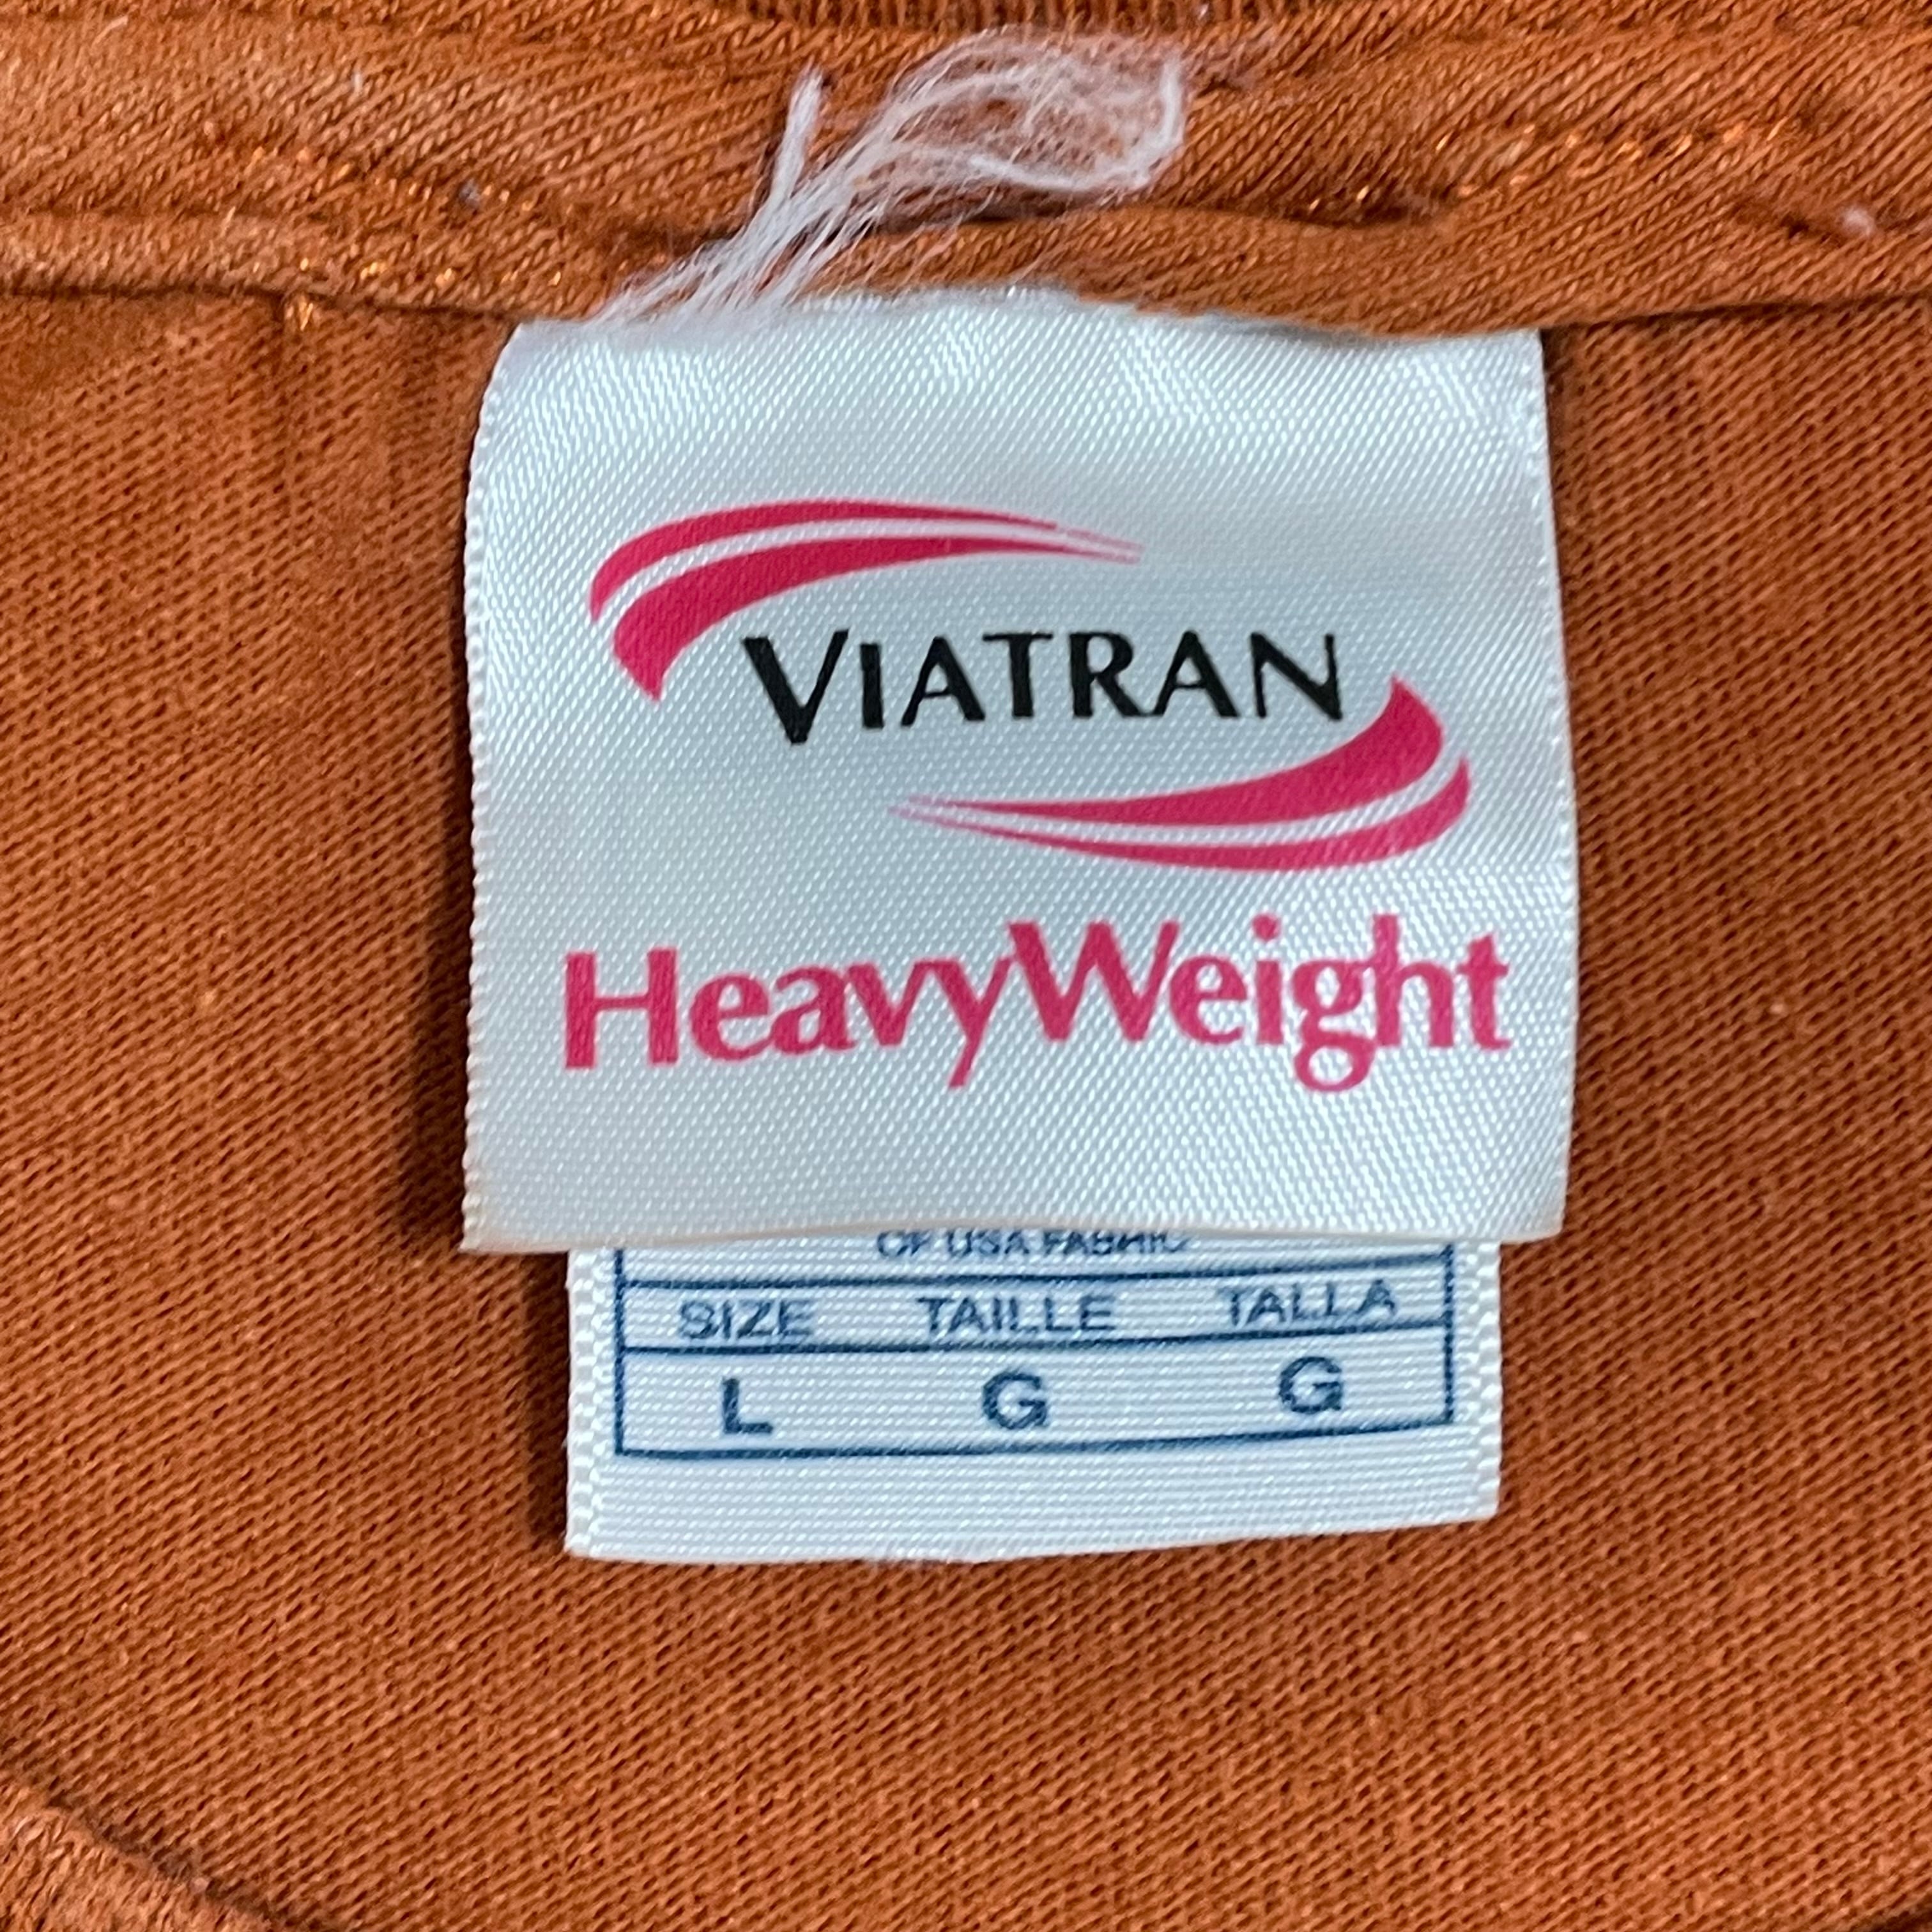 VIATRAN
HeavyWeight
OF USA FABRIC
SIZE TAILLE TALLA
L G G